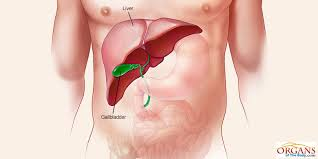 Liver
Gallbladder
ORGANS
of The Body.com